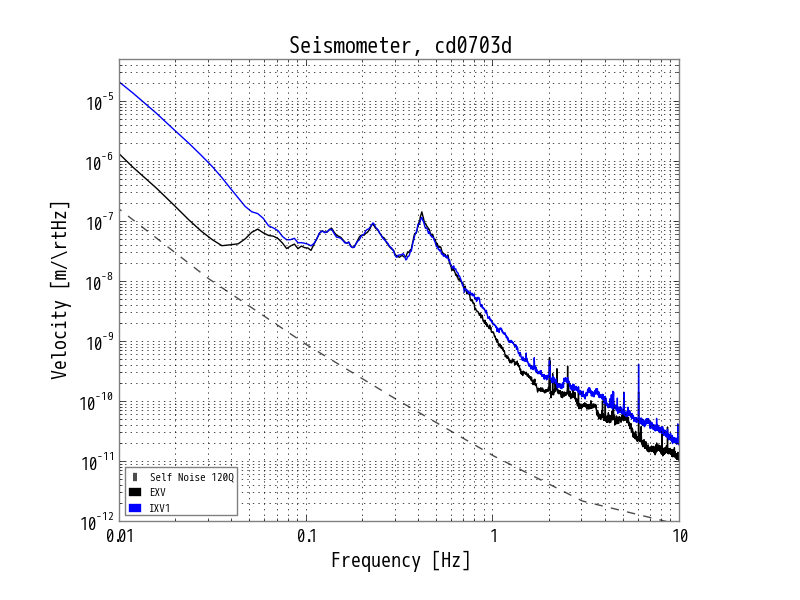 Seismometer, cd0703d
Velocity [m/\rtHz]
10-5
10-6
10-7
10-8
10-9
10-10
10-11
10-12
Self Noise 120Q
EXV
IXV1
0.01
0.1
1
10
Frequency [Hz]